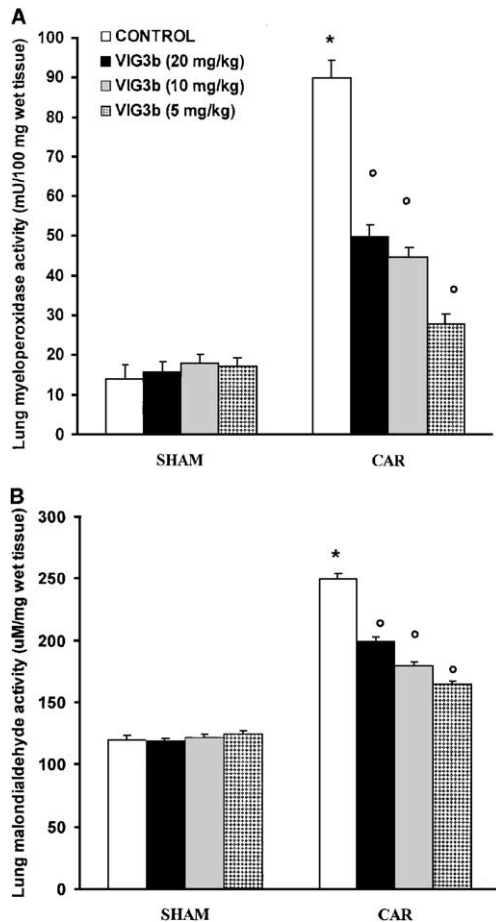 A
Lung myeloperoxidase activity (mU/100 mg wet tissue)
100
90
80
70
60
50
40
30
20
10
0
CONTROL
VIG3b (20 mg/kg)
VIG3b (10 mg/kg)
VIG3b (5 mg/kg)
*
°
°
°
SHAM
CAR
B
Lung malondialdehyde activity (uM/mg wet tissue)
300
250
200
150
100
50
0
*
°
°
°
SHAM
CAR